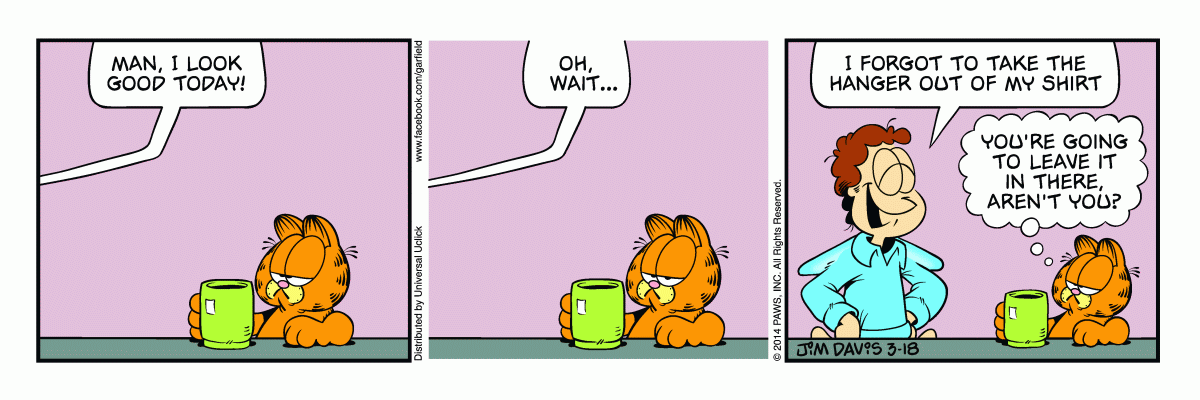 MAN, I LOOK
GOOD TODAY!
www.facebook.com/garfield
Distributed by Universal Uclick
OH,
WAIT...
© 2014 PAWS, INC. All Rights Reserved.
I FORGOT TO TAKE THE
HANGER OUT OF MY SHIRT
YOU'RE GOING
TO LEAVE IT
IN THERE,
AREN'T YOU?
JIM DAVIS 3-18